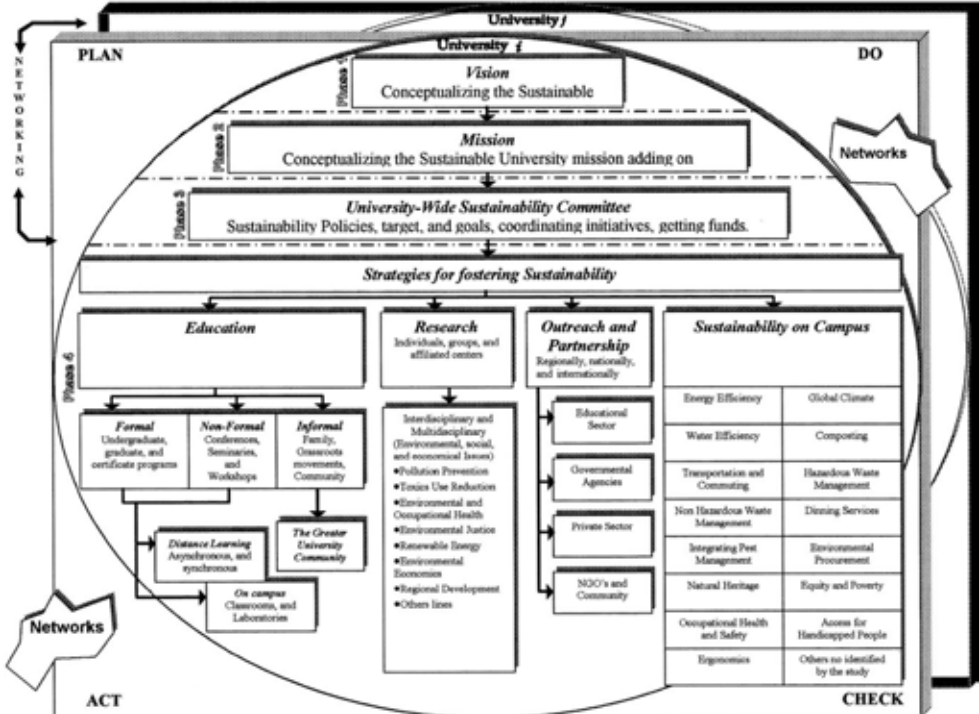 University j
University i
NETWORKING
PLAN
DO
Phase 1
Vision
Conceptualizing the Sustainable
Phase 2
Mission
Conceptualizing the Sustainable University mission adding on
Networks
Phase 3
University-Wide Sustainability Committee
Sustainability Policies, target, and goals, coordinating initiatives, getting funds.
Strategies for fostering Sustainability
Phase 4
Education
Formal
Undergraduate,
graduate, and
certificate programs
Non-Formal
Conferences,
Seminaries,
and
Workshops
Informal
Family,
Grassroots
movements,
Community
Distance Learning
Asynchronous, and
synchronous
The Greater
University
Community
On campus
Classrooms, and
Laboratories
Research
Individuals, groups, and
affiliated centers
Interdisciplinary and
Multidisciplinary
(Environmental, social,
and economical Issues)
◆Pollution Prevention
◆Toxics Use Reduction
◆Environmental and
Occupational Health
◆Environmental Justice
◆Renewable Energy
◆Environmental
Economics
◆Regional Development
◆Others lines
Outreach and
Partnership
Regionally, nationally,
and internationally
Educational
Sector
Governmental
Agencies
Private Sector
NGO's and
Community
Sustainability on Campus
Energy Efficiency
Global Climate
Water Efficiency
Composting
Transportation and
Commuting
Hazardous Waste
Management
Non Hazardous Waste
Management
Dinning Services
Integrating Pest
Management
Environmental
Procurement
Natural Heritage
Equity and Poverty
Occupational Health
and Safety
Access for
Handicapped People
Ergonomics
Others no identified
by the study
Networks
ACT
CHECK